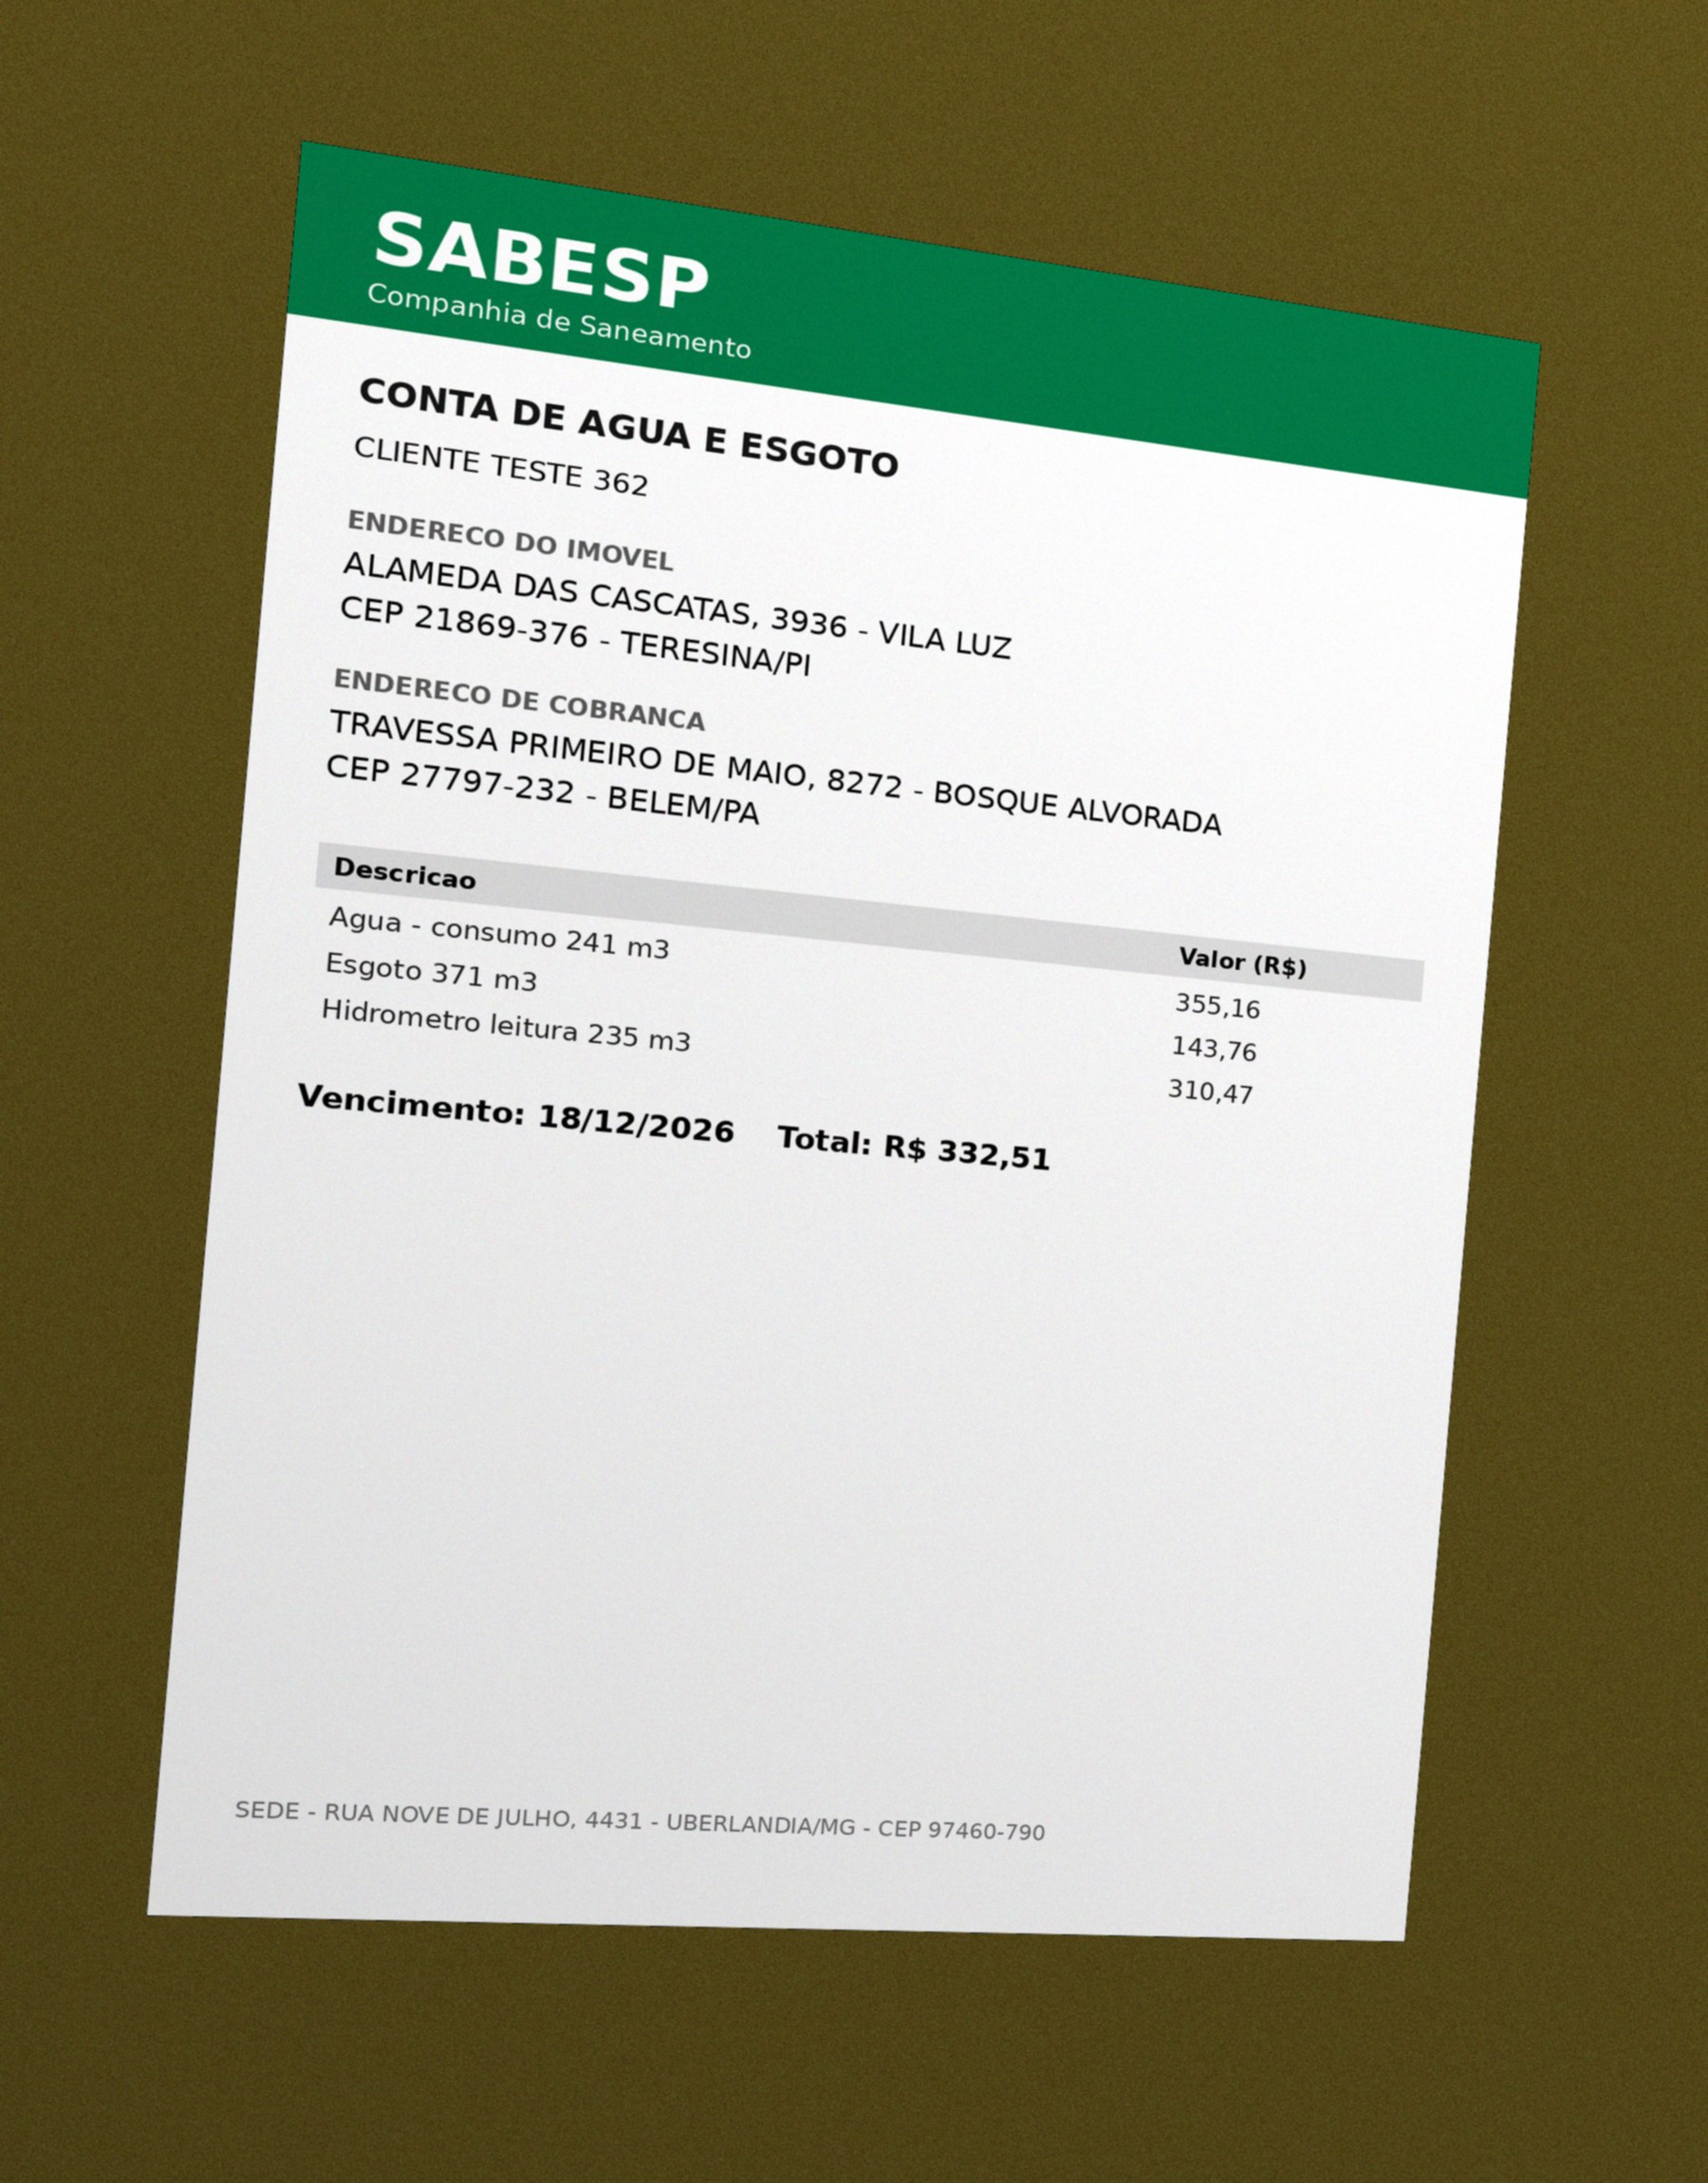 SABESP
Companhia de Saneamento
CONTA DE AGUA E ESGOTO
CLIENTE TESTE 362
ENDERECO DO IMOVEL
ALAMEDA DAS CASCATAS, 3936 - VILA LUZ
CEP 21869-376 - TERESINA/PI
ENDERECO DE COBRANCA
TRAVESSA PRIMEIRO DE MAIO, 8272 - BOSQUE ALVORADA
CEP 27797-232 - BELEM/PA
Descricao Valor (R$)
Agua - consumo 241 m3 355,16
Esgoto 371 m3 143,76
Hidrometro leitura 235 m3 310,47
Vencimento: 18/12/2026 Total: R$ 332,51
SEDE - RUA NOVE DE JULHO, 4431 - UBERLANDIA/MG - CEP 97460-790